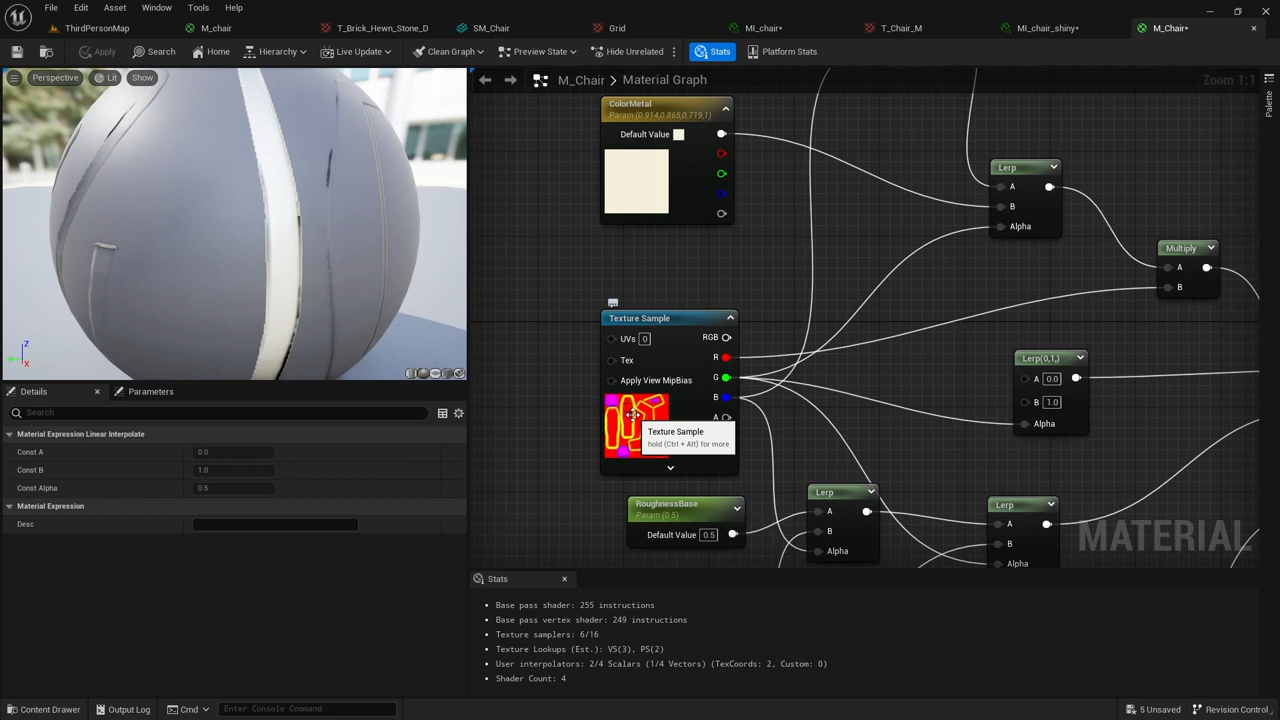 File Edit Asset Window Tools Help
ThirdPersonMap M_chair T_Brick_Hewn_Stone_D SM_Chair Grid MI_chair* T_Chair_M MI_chair_shiny* M_Chair*
Apply Search Home Hierarchy Live Update Clean Graph Preview State Hide Unrelated Stats Platform Stats
Perspective Lit Show
M_Chair > Material Graph
Zoom 1:1
Palette
ColorMetal
Param (0.914,0.865,0.719,1)
Default Value
Lerp
A
B
Alpha
Multiply
A
B
Texture Sample
UVs 0
RGB
Tex
R
Apply View MipBias
G
B
A
Texture Sample
hold (Ctrl + Alt) for more
Lerp(0,1,)
A 0.0
B 1.0
Alpha
RoughnessBase
Param (0.5)
Default Value 0.5
Lerp
A
B
Alpha
Lerp
A
B
Alpha
MATERIAL
Z
X
Details Parameters
Search
Material Expression Linear Interpolate
Const A 0.0
Const B 1.0
Const Alpha 0.5
Material Expression
Desc
Stats
Base pass shader: 255 instructions
Base pass vertex shader: 249 instructions
Texture samplers: 6/16
Texture Lookups (Est.): VS(3), PS(2)
User interpolators: 2/4 Scalars (1/4 Vectors) (TexCoords: 2, Custom: 0)
Shader Count: 4
Content Drawer Output Log Cmd Enter Console Command 5 Unsaved Revision Control